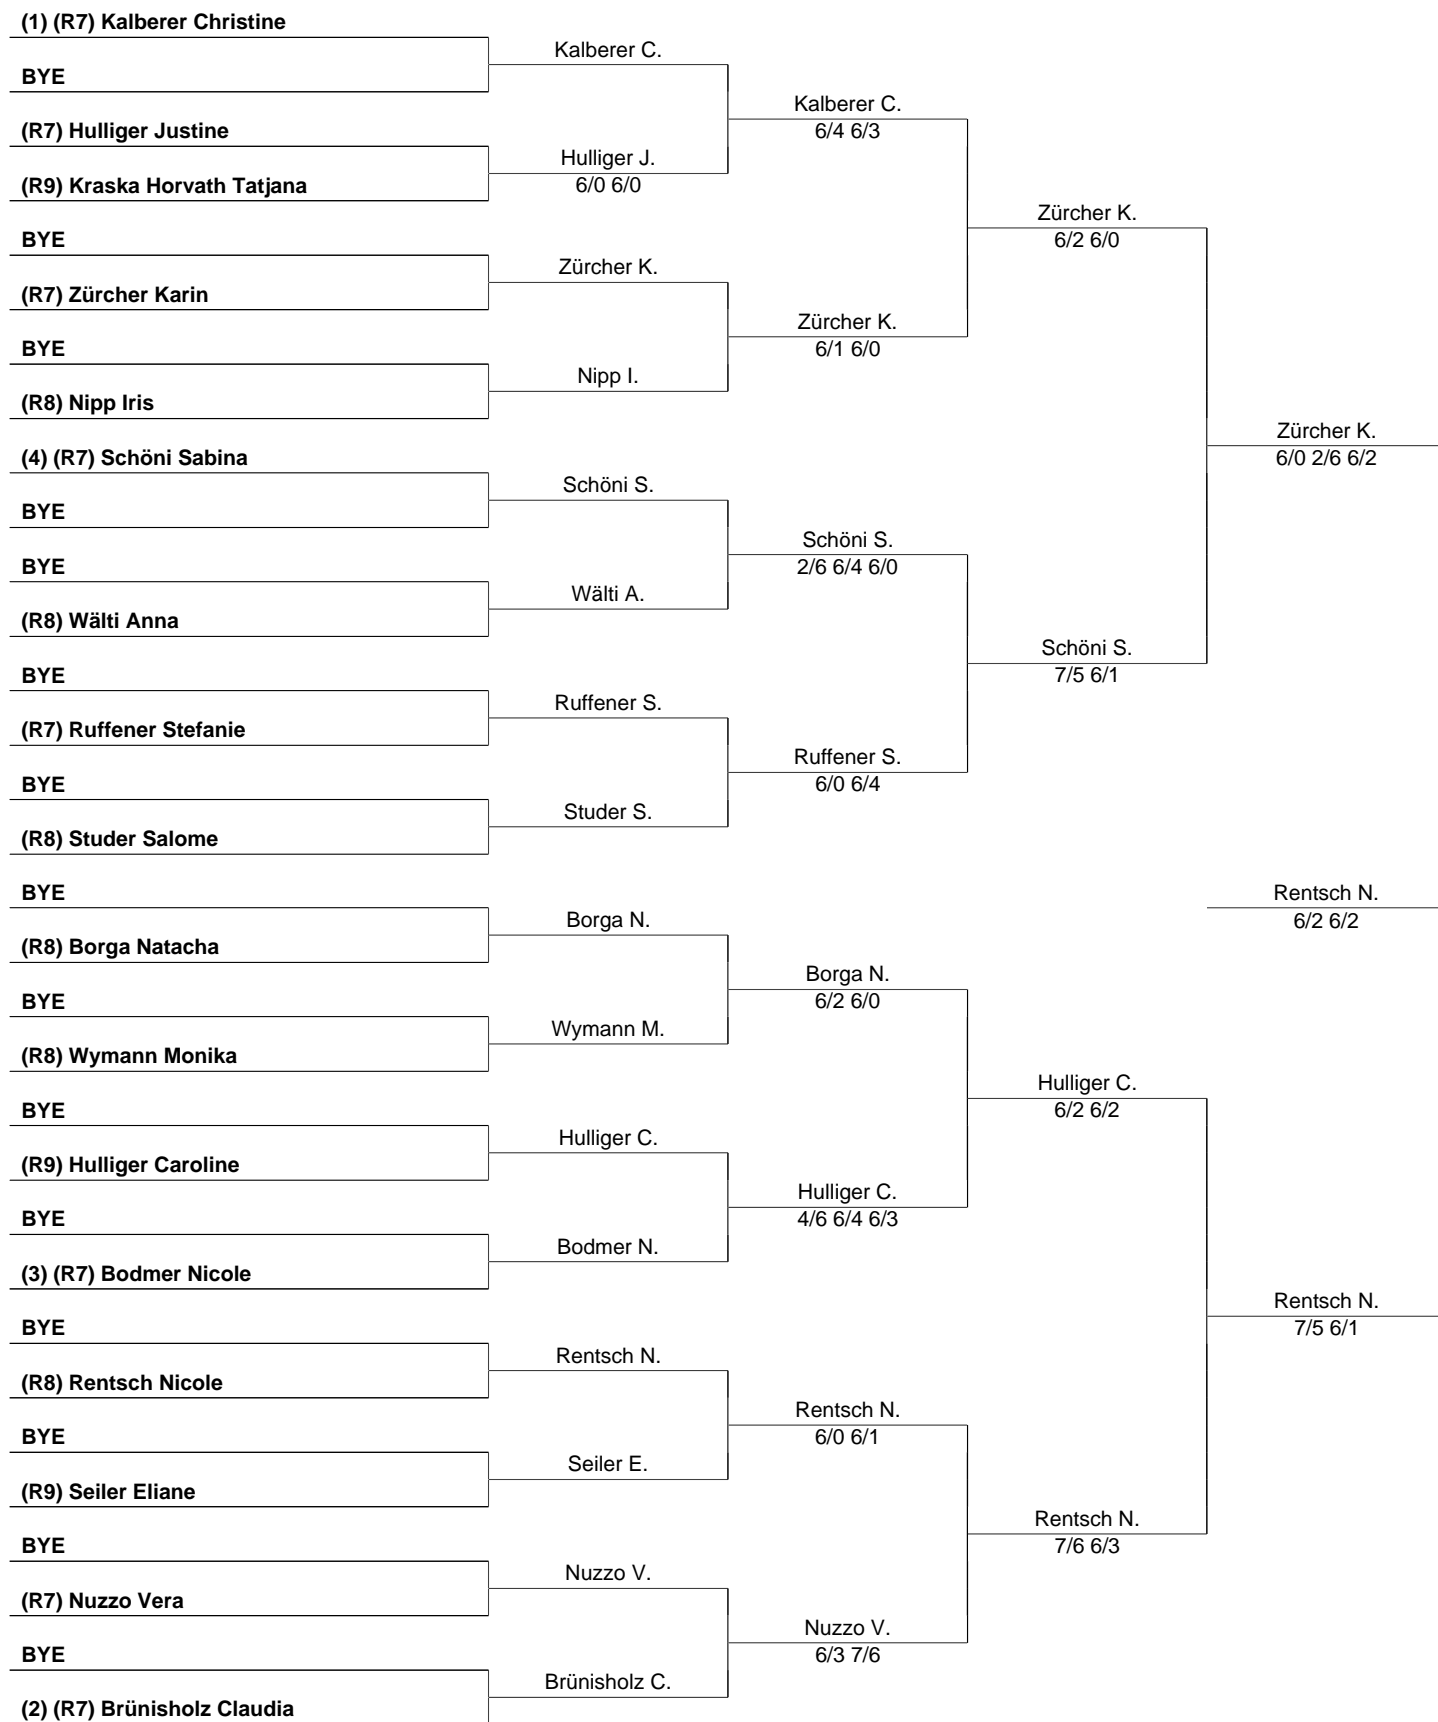 (1) (R7) Kalberer Christine
BYE
(R7) Hulliger Justine
(R9) Kraska Horvath Tatjana
BYE
(R7) Zürcher Karin
BYE
(R8) Nipp Iris
(4) (R7) Schöni Sabina
BYE
BYE
(R8) Wälti Anna
BYE
(R7) Ruffener Stefanie
BYE
(R8) Studer Salome
BYE
(R8) Borga Natacha
BYE
(R8) Wymann Monika
BYE
(R9) Hulliger Caroline
BYE
(3) (R7) Bodmer Nicole
BYE
(R8) Rentsch Nicole
BYE
(R9) Seiler Eliane
BYE
(R7) Nuzzo Vera
BYE
(2) (R7) Brünisholz Claudia
Kalberer C.
Hulliger J.
6/0 6/0
Zürcher K.
Nipp I.
Schöni S.
Wälti A.
Ruffener S.
Studer S.
Borga N.
Wymann M.
Hulliger C.
Bodmer N.
Rentsch N.
Seiler E.
Nuzzo V.
Brünisholz C.
Kalberer C.
6/4 6/3
Zürcher K.
6/1 6/0
Schöni S.
2/6 6/4 6/0
Ruffener S.
6/0 6/4
Borga N.
6/2 6/0
Hulliger C.
4/6 6/4 6/3
Rentsch N.
6/0 6/1
Nuzzo V.
6/3 7/6
Zürcher K.
6/2 6/0
Schöni S.
7/5 6/1
Hulliger C.
6/2 6/2
Rentsch N.
7/6 6/3
Zürcher K.
6/0 2/6 6/2
Rentsch N.
6/2 6/2
Rentsch N.
7/5 6/1